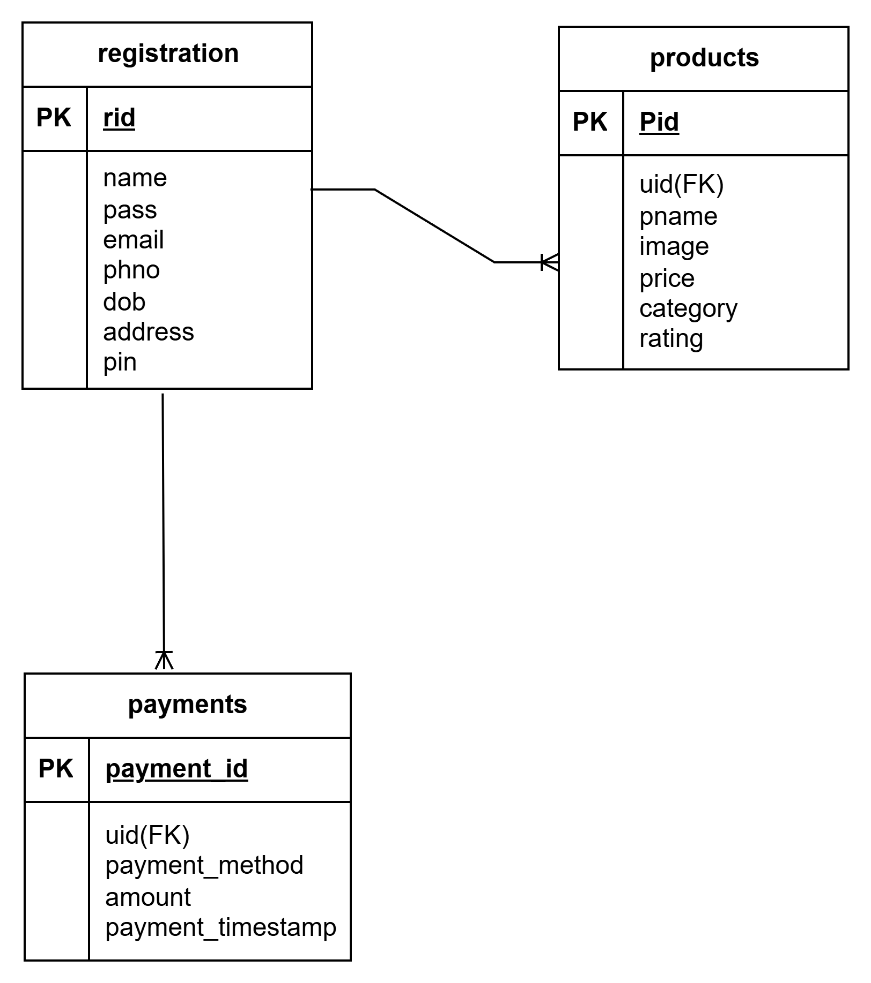 registration
PK rid
name
pass
email
phno
dob
address
pin
products
PK Pid
uid(FK)
pname
image
price
category
rating
payments
PK payment_id
uid(FK)
payment_method
amount
payment_timestamp